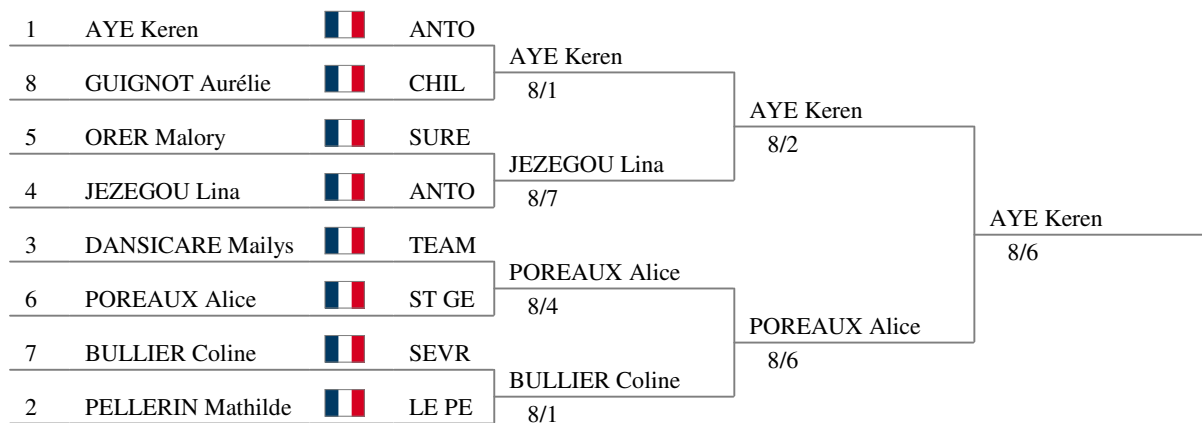 1 AYE Keren ANTO
AYE Keren
8 GUIGNOT Aurélie CHIL
8/1
AYE Keren
5 ORER Malory SURE
8/2
JEZEGOU Lina
4 JEZEGOU Lina ANTO
8/7
AYE Keren
3 DANSICARE Mailys TEAM
8/6
POREAUX Alice
6 POREAUX Alice ST GE
8/4
POREAUX Alice
7 BULLIER Coline SEVR
8/6
BULLIER Coline
2 PELLERIN Mathilde LE PE
8/1